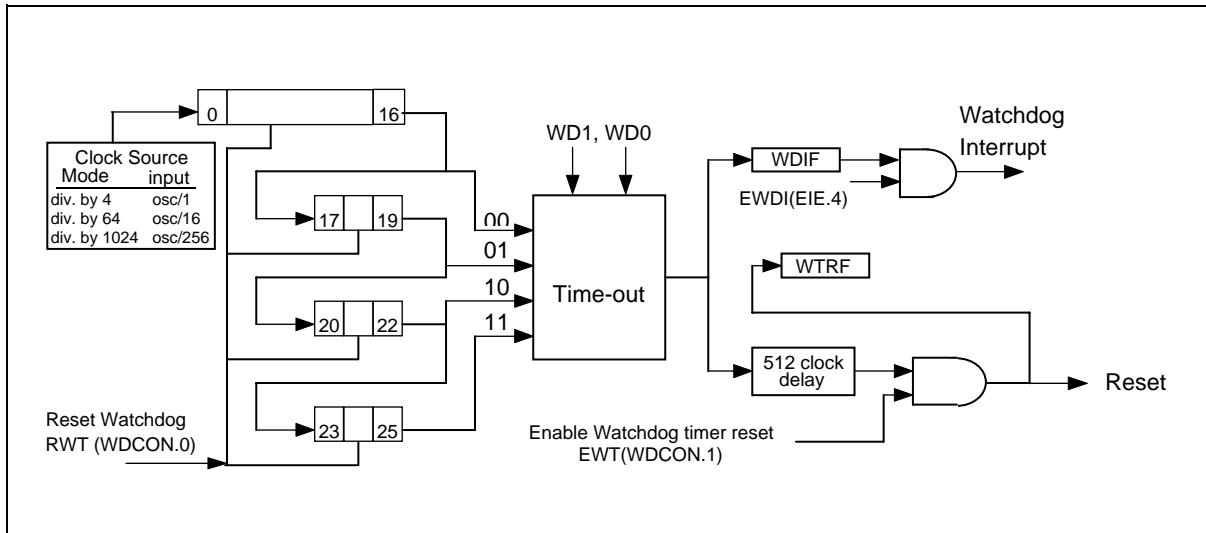 0
16
Clock Source
Mode input
div. by 4 osc/1
div. by 64 osc/16
div. by 1024 osc/256
17 19
20 22
23 25
Reset Watchdog
RWT (WDCON.0)
WD1, WD0
00
01
10
11
Time-out
WDIF
EWDI(EIE.4)
Watchdog
Interrupt
WTRF
512 clock
delay
Enable Watchdog timer reset
EWT(WDCON.1)
Reset